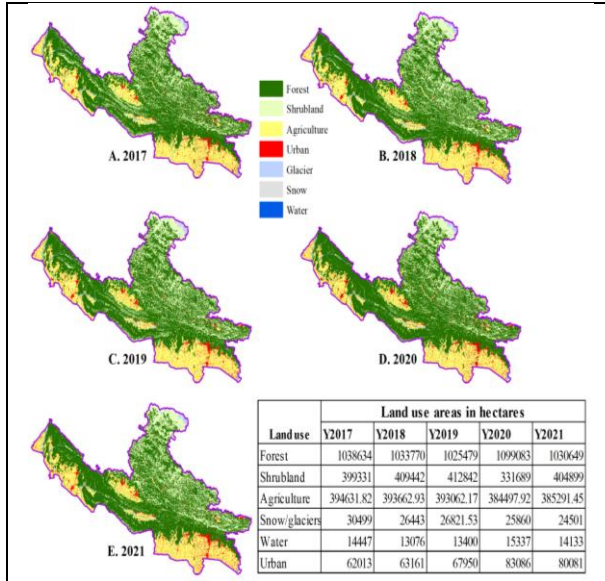 A. 2017
B. 2018
Forest
Shrubland
Agriculture
Urban
Glacier
Snow
Water
C. 2019
D. 2020
E. 2021
Land use areas in hectares
Land use Y2017 Y2018 Y2019 Y2020 Y2021
Forest 1038634 1033770 1025479 1099083 1030649
Shrubland 399331 409442 412842 331689 404899
Agriculture 394631.82 393662.93 393062.17 384497.92 385291.45
Snow/glaciers 30499 26443 26821.53 25860 24501
Water 14447 13076 13400 15337 14133
Urban 62013 63161 67950 83086 80081